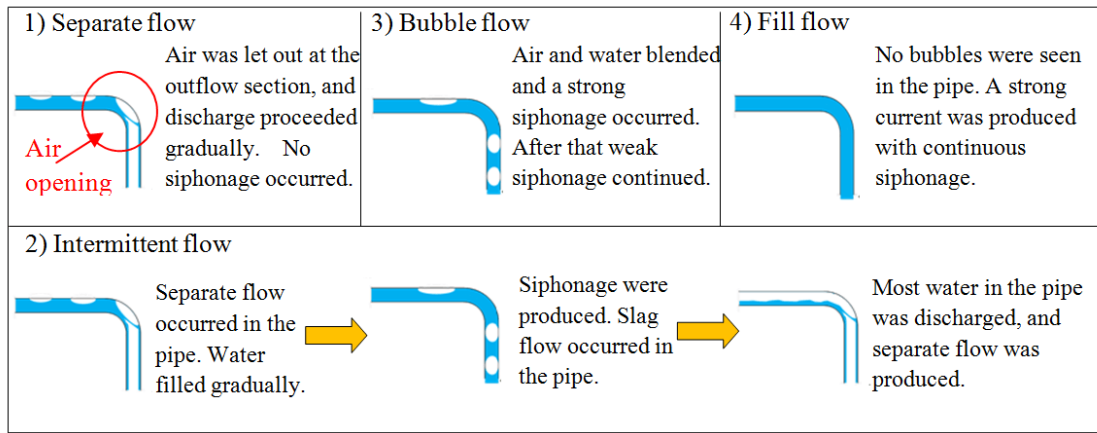 1) Separate flow
Air was let out at the
outflow section, and
discharge proceeded
gradually. No
siphonage occurred.
Air
opening
3) Bubble flow
Air and water blended
and a strong
siphonage occurred.
After that weak
siphonage continued.
4) Fill flow
No bubbles were seen
in the pipe. A strong
current was produced
with continuous
siphonage.
2) Intermittent flow
Separate flow
occurred in the
pipe. Water
filled gradually.
Siphonage were
produced. Slag
flow occurred in
the pipe.
Most water in the pipe
was discharged, and
separate flow was
produced.